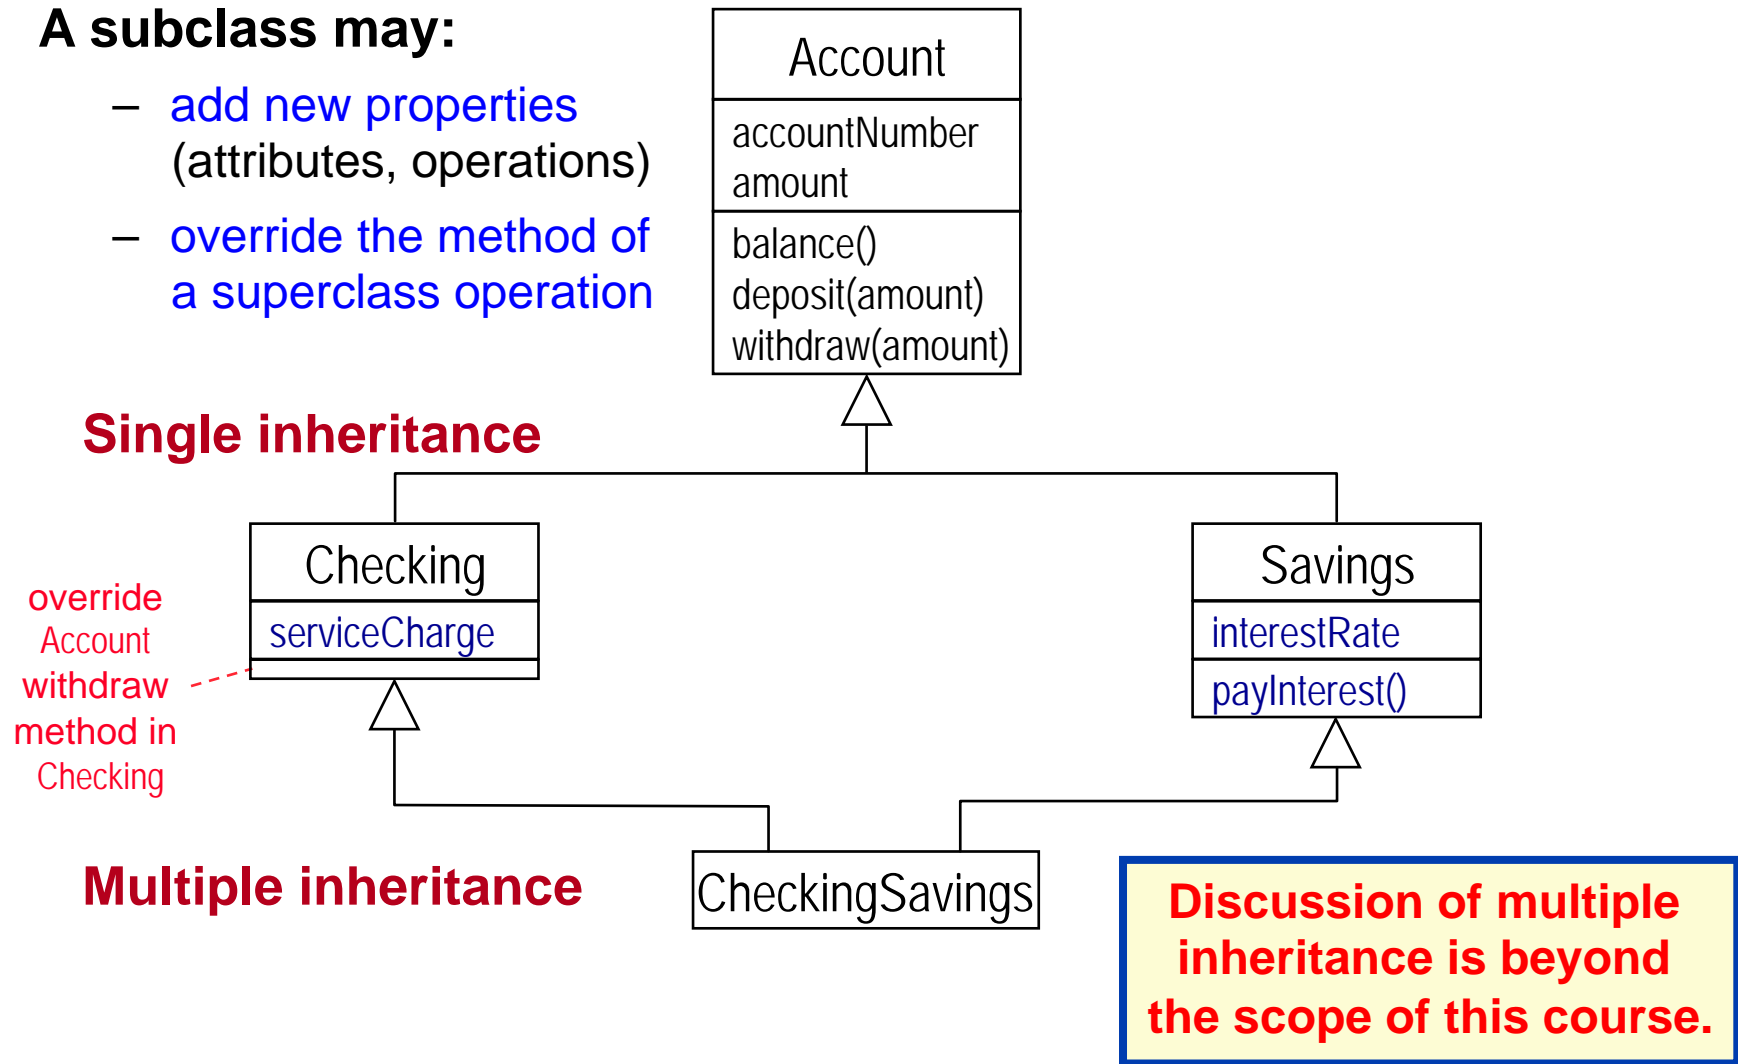 A subclass may:
– add new properties
(attributes, operations)
– override the method of
a superclass operation
Account
accountNumber
amount
balance()
deposit(amount)
withdraw(amount)
Single inheritance
Checking
serviceCharge
override
Account
withdraw
method in
Checking
Savings
interestRate
payInterest()
Multiple inheritance
CheckingSavings
Discussion of multiple
inheritance is beyond
the scope of this course.